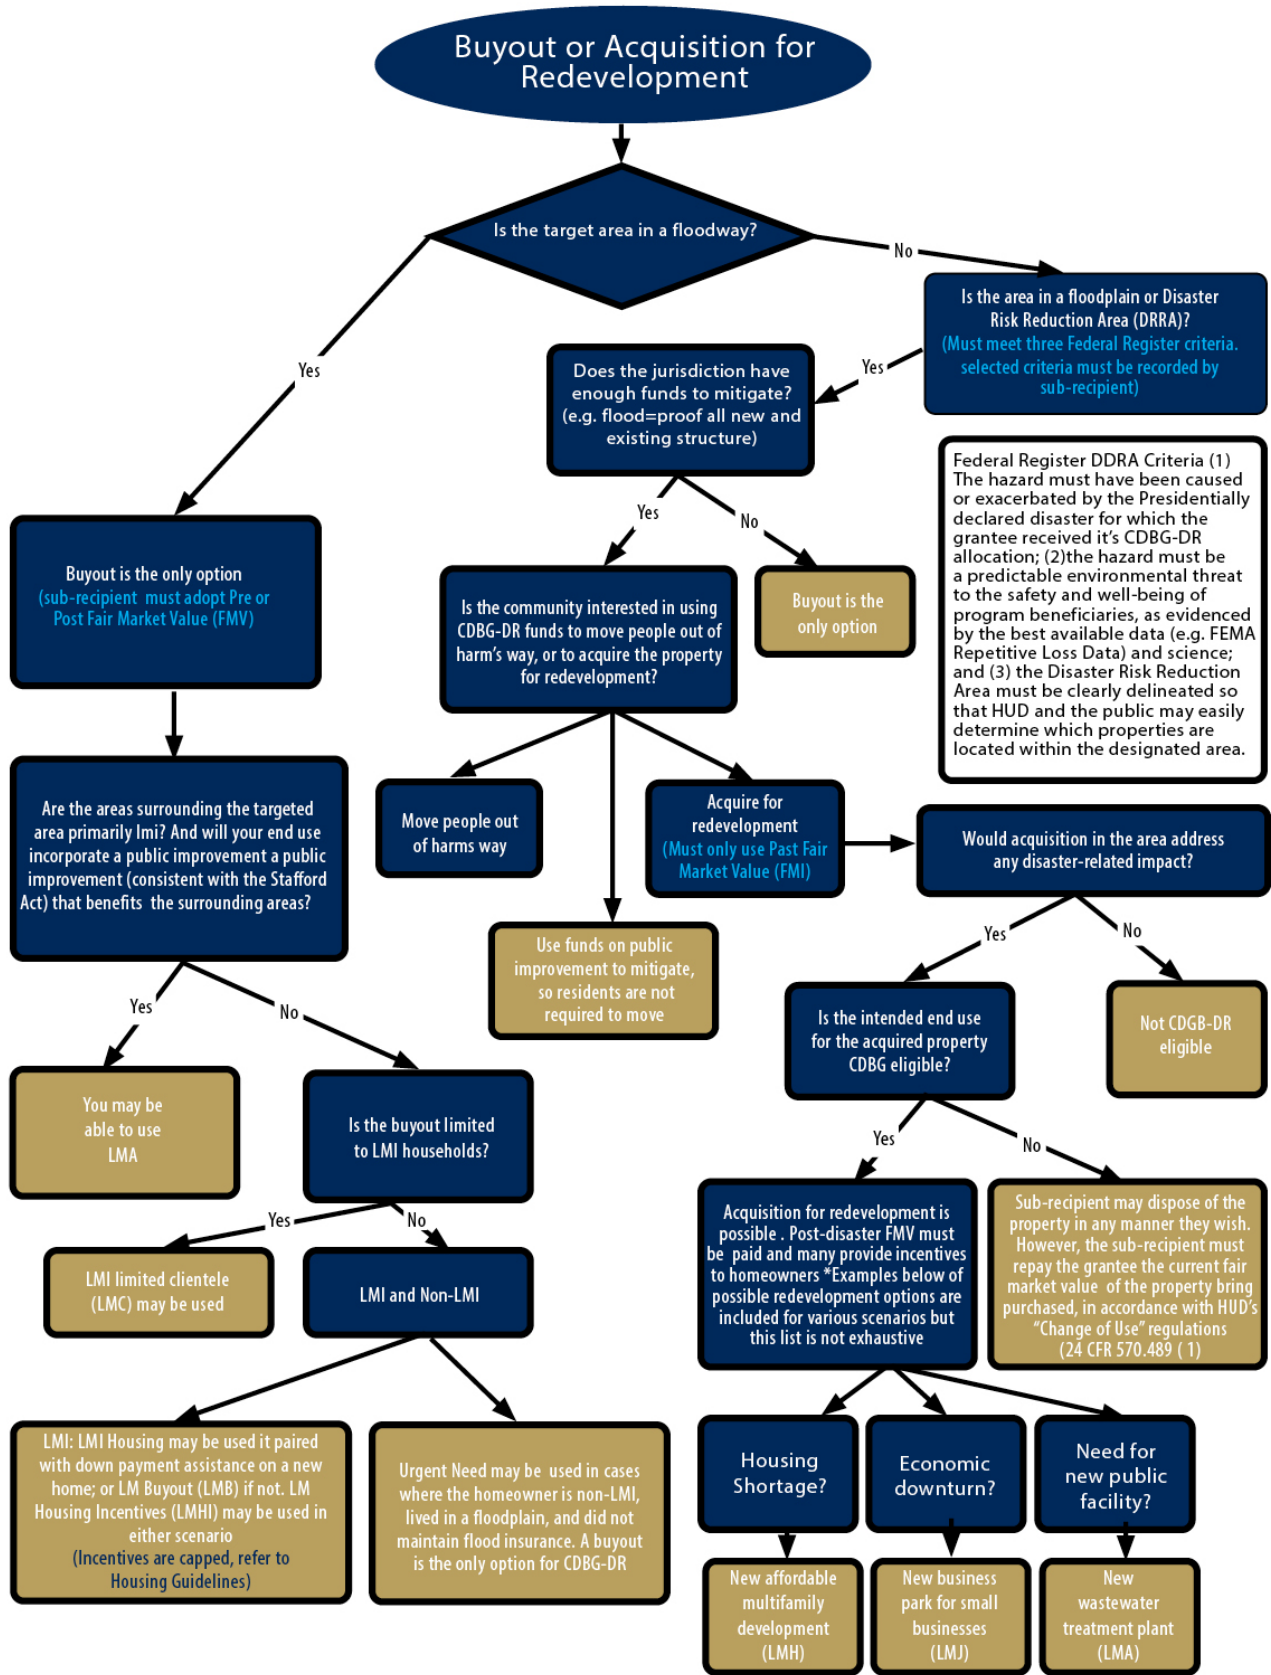 Buyout or Acquisition for
Redevelopment
Is the target area in a floodway?
No
Yes
Is the area in a floodplain or Disaster
Risk Reduction Area (DRRA)?
(Must meet three Federal Register criteria.
selected criteria must be recorded by
sub-recipient)
Yes
Does the jurisdiction have
enough funds to mitigate?
(e.g. flood=proof all new and
existing structure)
Federal Register DDRA Criteria (1)
The hazard must have been caused
or exacerbated by the Presidentially
declared disaster for which the
grantee received it's CDBG-DR
allocation; (2)the hazard must be
a predictable environmental threat
to the safety and well-being of
program beneficiaries, as evidenced
by the best available data (e.g. FEMA
Repetitive Loss Data) and science;
and (3) the Disaster Risk Reduction
Area must be clearly delineated so
that HUD and the public may easily
determine which properties are
located within the designated area.
Yes
No
Buyout is the only option
(sub-recipient must adopt Pre or
Post Fair Market Value (FMV)
Is the community interested in using
CDBG-DR funds to move people out of
harm's way, or to acquire the property
for redevelopment?
Buyout is the
only option
Are the areas surrounding the targeted
area primarily lmi? And will your end use
incorporate a public improvement a public
improvement (consistent with the Stafford
Act) that benefits the surrounding areas?
Move people out
of harms way
Acquire for
redevelopment
(Must only use Past Fair
Market Value (FMI)
Would acquisition in the area address
any disaster-related impact?
Use funds on public
improvement to mitigate,
so residents are not
required to move
Yes
No
Yes
No
Is the intended end use
for the acquired property
CDBG eligible?
Not CDGB-DR
eligible
You may be
able to use
LMA
Is the buyout limited
to LMI households?
Yes
No
Yes
No
LMI limited clientele
(LMC) may be used
LMI and Non-LMI
Acquisition for redevelopment is
possible . Post-disaster FMV must
be paid and many provide incentives
to homeowners *Examples below of
possible redevelopment options are
included for various scenarios but
this list is not exhaustive
Sub-recipient may dispose of the
property in any manner they wish.
However, the sub-recipient must
repay the grantee the current fair
market value of the property bring
purchased, in accordance with HUD's
"Change of Use" regulations
(24 CFR 570.489 ( 1)
LMI: LMI Housing may be used it paired
with down payment assistance on a new
home; or LM Buyout (LMB) if not. LM
Housing Incentives (LMHI) may be used in
either scenario
(Incentives are capped, refer to
Housing Guidelines)
Urgent Need may be used in cases
where the homeowner is non-LMI,
lived in a floodplain, and did not
maintain flood insurance. A buyout
is the only option for CDBG-DR
Housing
Shortage?
Economic
downturn?
Need for
new public
facility?
New affordable
multifamily
development
(LMH)
New business
park for small
businesses
(LMJ)
New
wastewater
treatment plant
(LMA)